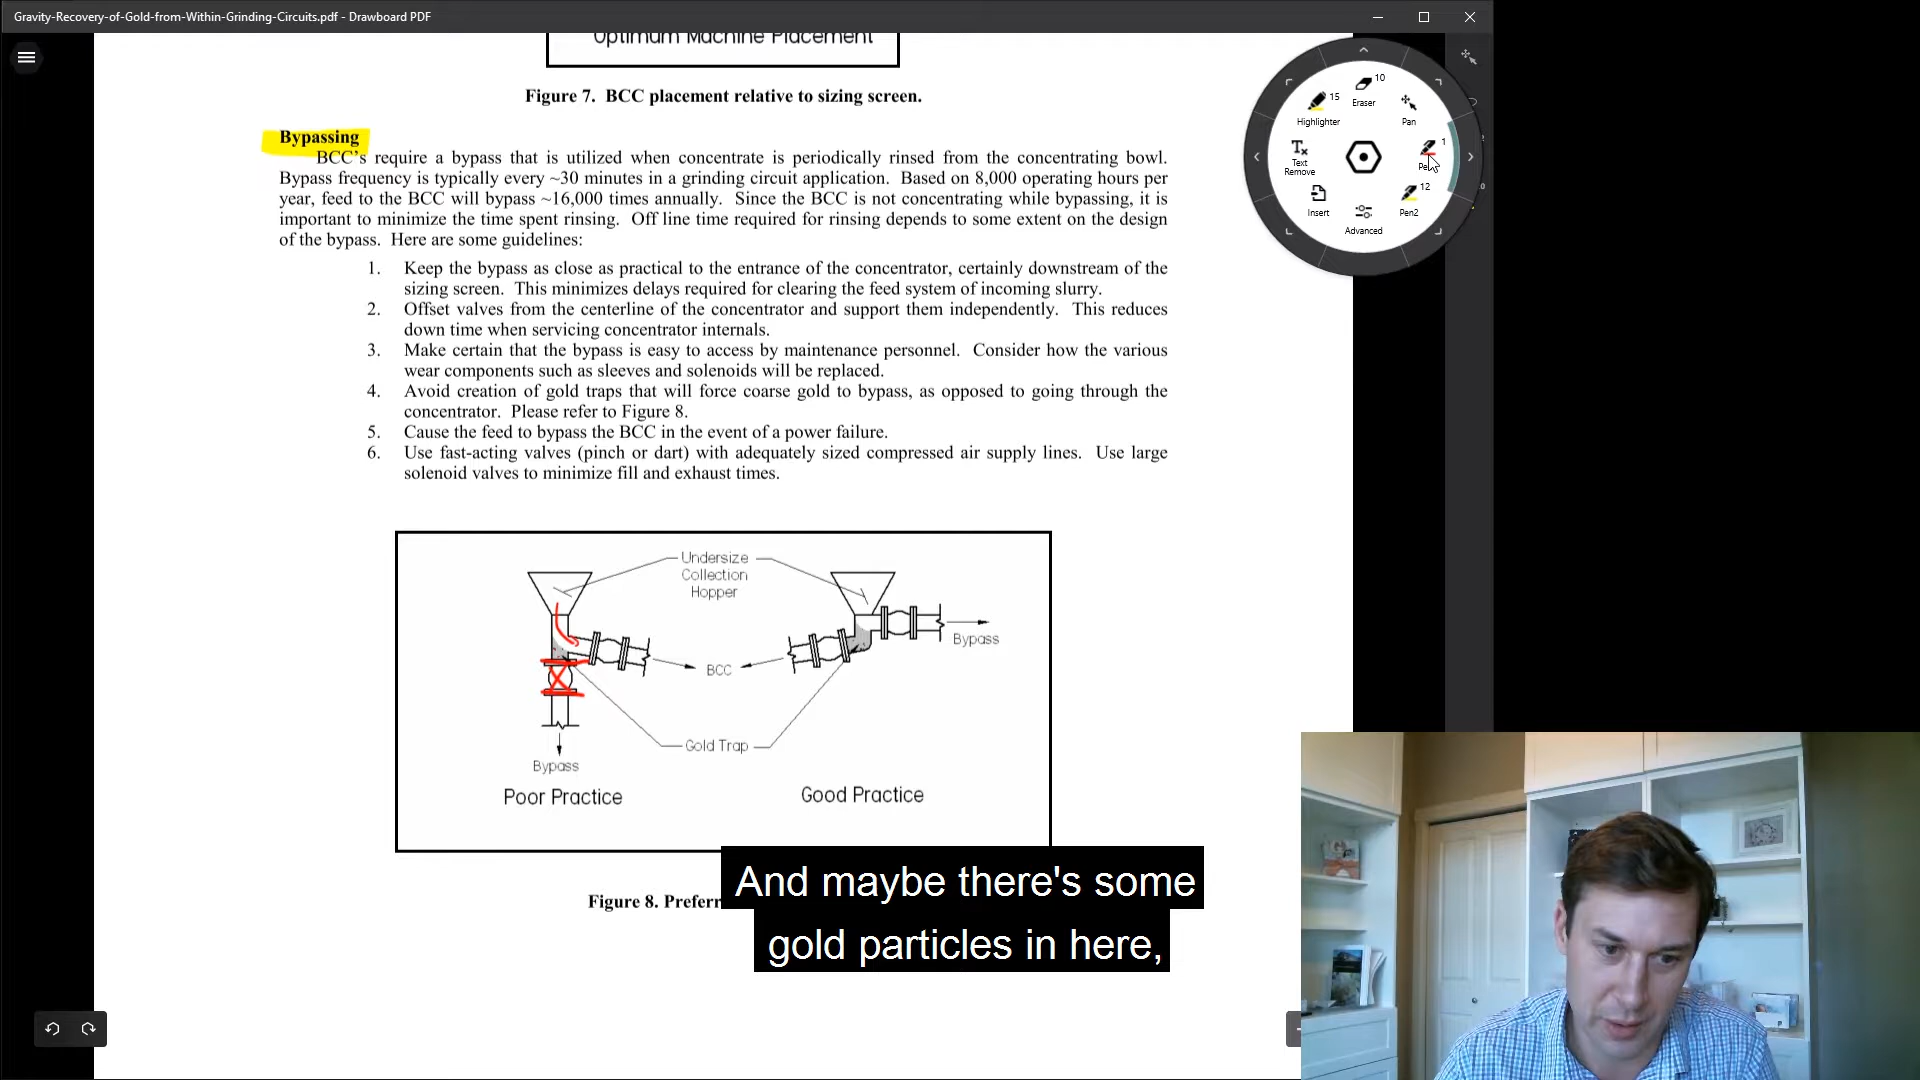 Gravity-Recovery-of-Gold-from-Within-Grinding-Circuits.pdf - Drawboard PDF
Optimum Machine Placement
Figure 7. BCC placement relative to sizing screen.
Bypassing
BCC's require a bypass that is utilized when concentrate is periodically rinsed from the concentrating bowl.
Bypass frequency is typically every ~30 minutes in a grinding circuit application. Based on 8,000 operating hours per
year, feed to the BCC will bypass ~16,000 times annually. Since the BCC is not concentrating while bypassing, it is
important to minimize the time spent rinsing. Off line time required for rinsing depends to some extent on the design
of the bypass. Here are some guidelines:
1. Keep the bypass as close as practical to the entrance of the concentrator, certainly downstream of the
sizing screen. This minimizes delays required for clearing the feed system of incoming slurry.
2. Offset valves from the centerline of the concentrator and support them independently. This reduces
down time when servicing concentrator internals.
3. Make certain that the bypass is easy to access by maintenance personnel. Consider how the various
wear components such as sleeves and solenoids will be replaced.
4. Avoid creation of gold traps that will force coarse gold to bypass, as opposed to going through the
concentrator. Please refer to Figure 8.
5. Cause the feed to bypass the BCC in the event of a power failure.
6. Use fast-acting valves (pinch or dart) with adequately sized compressed air supply lines. Use large
solenoid valves to minimize fill and exhaust times.
Undersize
Collection
Hopper
Bypass
BCC
Gold Trap
Bypass
Poor Practice
Good Practice
Figure 8. Preferr
And maybe there's some
gold particles in here,
10
Eraser
15
Highlighter
Pan
Tx
Text
Remove
1
Insert
12
Pen2
Advanced